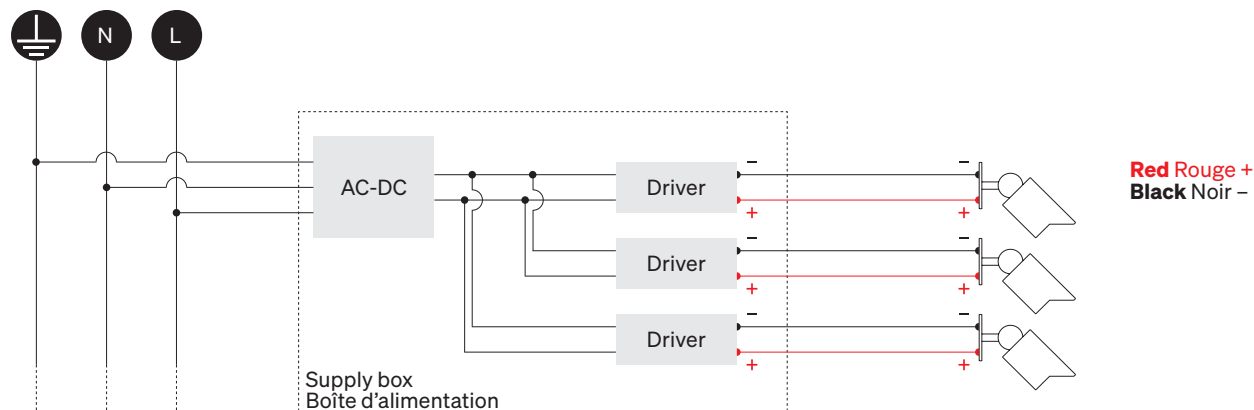 N
L
AC-DC
Driver
− −
+ +
Red Rouge +
Black Noir –
Driver
− −
+ +
Driver
− −
+ +
Supply box
Boîte d’alimentation